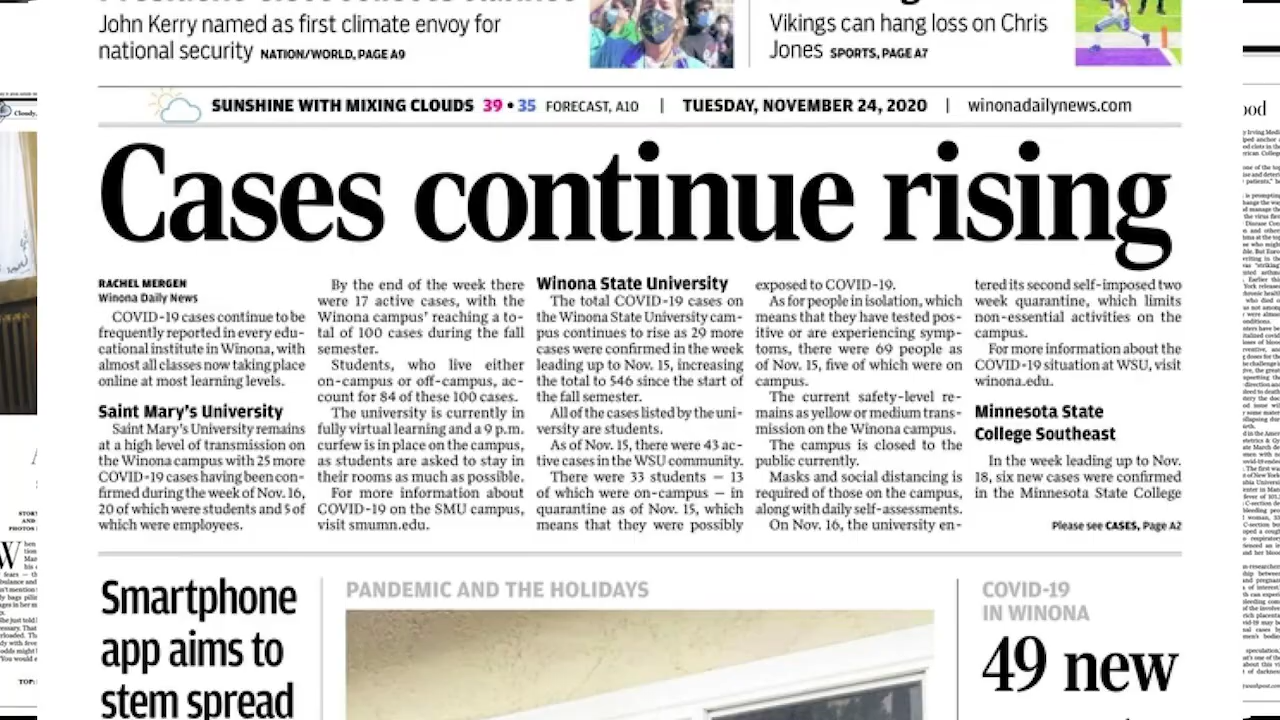 John Kerry named as first climate envoy for
national security NATION/WORLD, PAGE A9
Vikings can hang loss on Chris
Jones SPORTS, PAGE A7
SUNSHINE WITH MIXING CLOUDS 39 • 35 FORECAST, A10 | TUESDAY, NOVEMBER 24, 2020 | winonadailynews.com
Cases continue rising
RACHEL MERGEN
Winona Daily News
COVID-19 cases continue to be
frequently reported in every edu-
cational institute in Winona, with
almost all classes now taking place
online at most learning levels.
Saint Mary's University
Saint Mary's University remains
at a high level of transmission on
the Winona campus with 25 more
COVID-19 cases having been con-
firmed during the week of Nov. 16,
20 of which were students and 5 of
which were employees.
By the end of the week there
were 17 active cases, with the
Winona campus' reaching a to-
tal of 100 cases during the fall
semester.
Students, who live either
on-campus or off-campus, ac-
count for 84 of these 100 cases.
The university is currently in
fully virtual learning and a 9 p.m.
curfew is in place on the campus,
as students are asked to stay in
their rooms as much as possible.
For more information about
COVID-19 on the SMU campus,
visit smumn.edu.
Winona State University
The total COVID-19 cases on
the Winona State University cam-
pus continues to rise as 29 more
cases were confirmed in the week
leading up to Nov. 15, increasing
the total to 546 since the start of
the fall semester.
All of the cases listed by the uni-
versity are students.
As of Nov. 15, there were 43 ac-
tive cases in the WSU community.
There were 33 students — 13
of which were on-campus — in
quarantine as of Nov. 15, which
means that they were possibly
exposed to COVID-19.
As for people in isolation, which
means that they have tested pos-
itive or are experiencing symp-
toms, there were 69 people as
of Nov. 15, five of which were on
campus.
The current safety-level re-
mains as yellow or medium trans-
mission on the Winona campus.
The campus is closed to the
public currently.
Masks and social distancing is
required of those on the campus,
along with daily self-assessments.
On Nov. 16, the university en-
tered its second self-imposed two
week quarantine, which limits
non-essential activities on the
campus.
For more information about the
COVID-19 situation at WSU, visit
winona.edu.
Minnesota State
College Southeast
In the week leading up to Nov.
18, six new cases were confirmed
in the Minnesota State College
Please see CASES, Page A2
Smartphone
app aims to
stem spread
PANDEMIC AND THE HOLIDAYS
COVID-19
IN WINONA
49 new